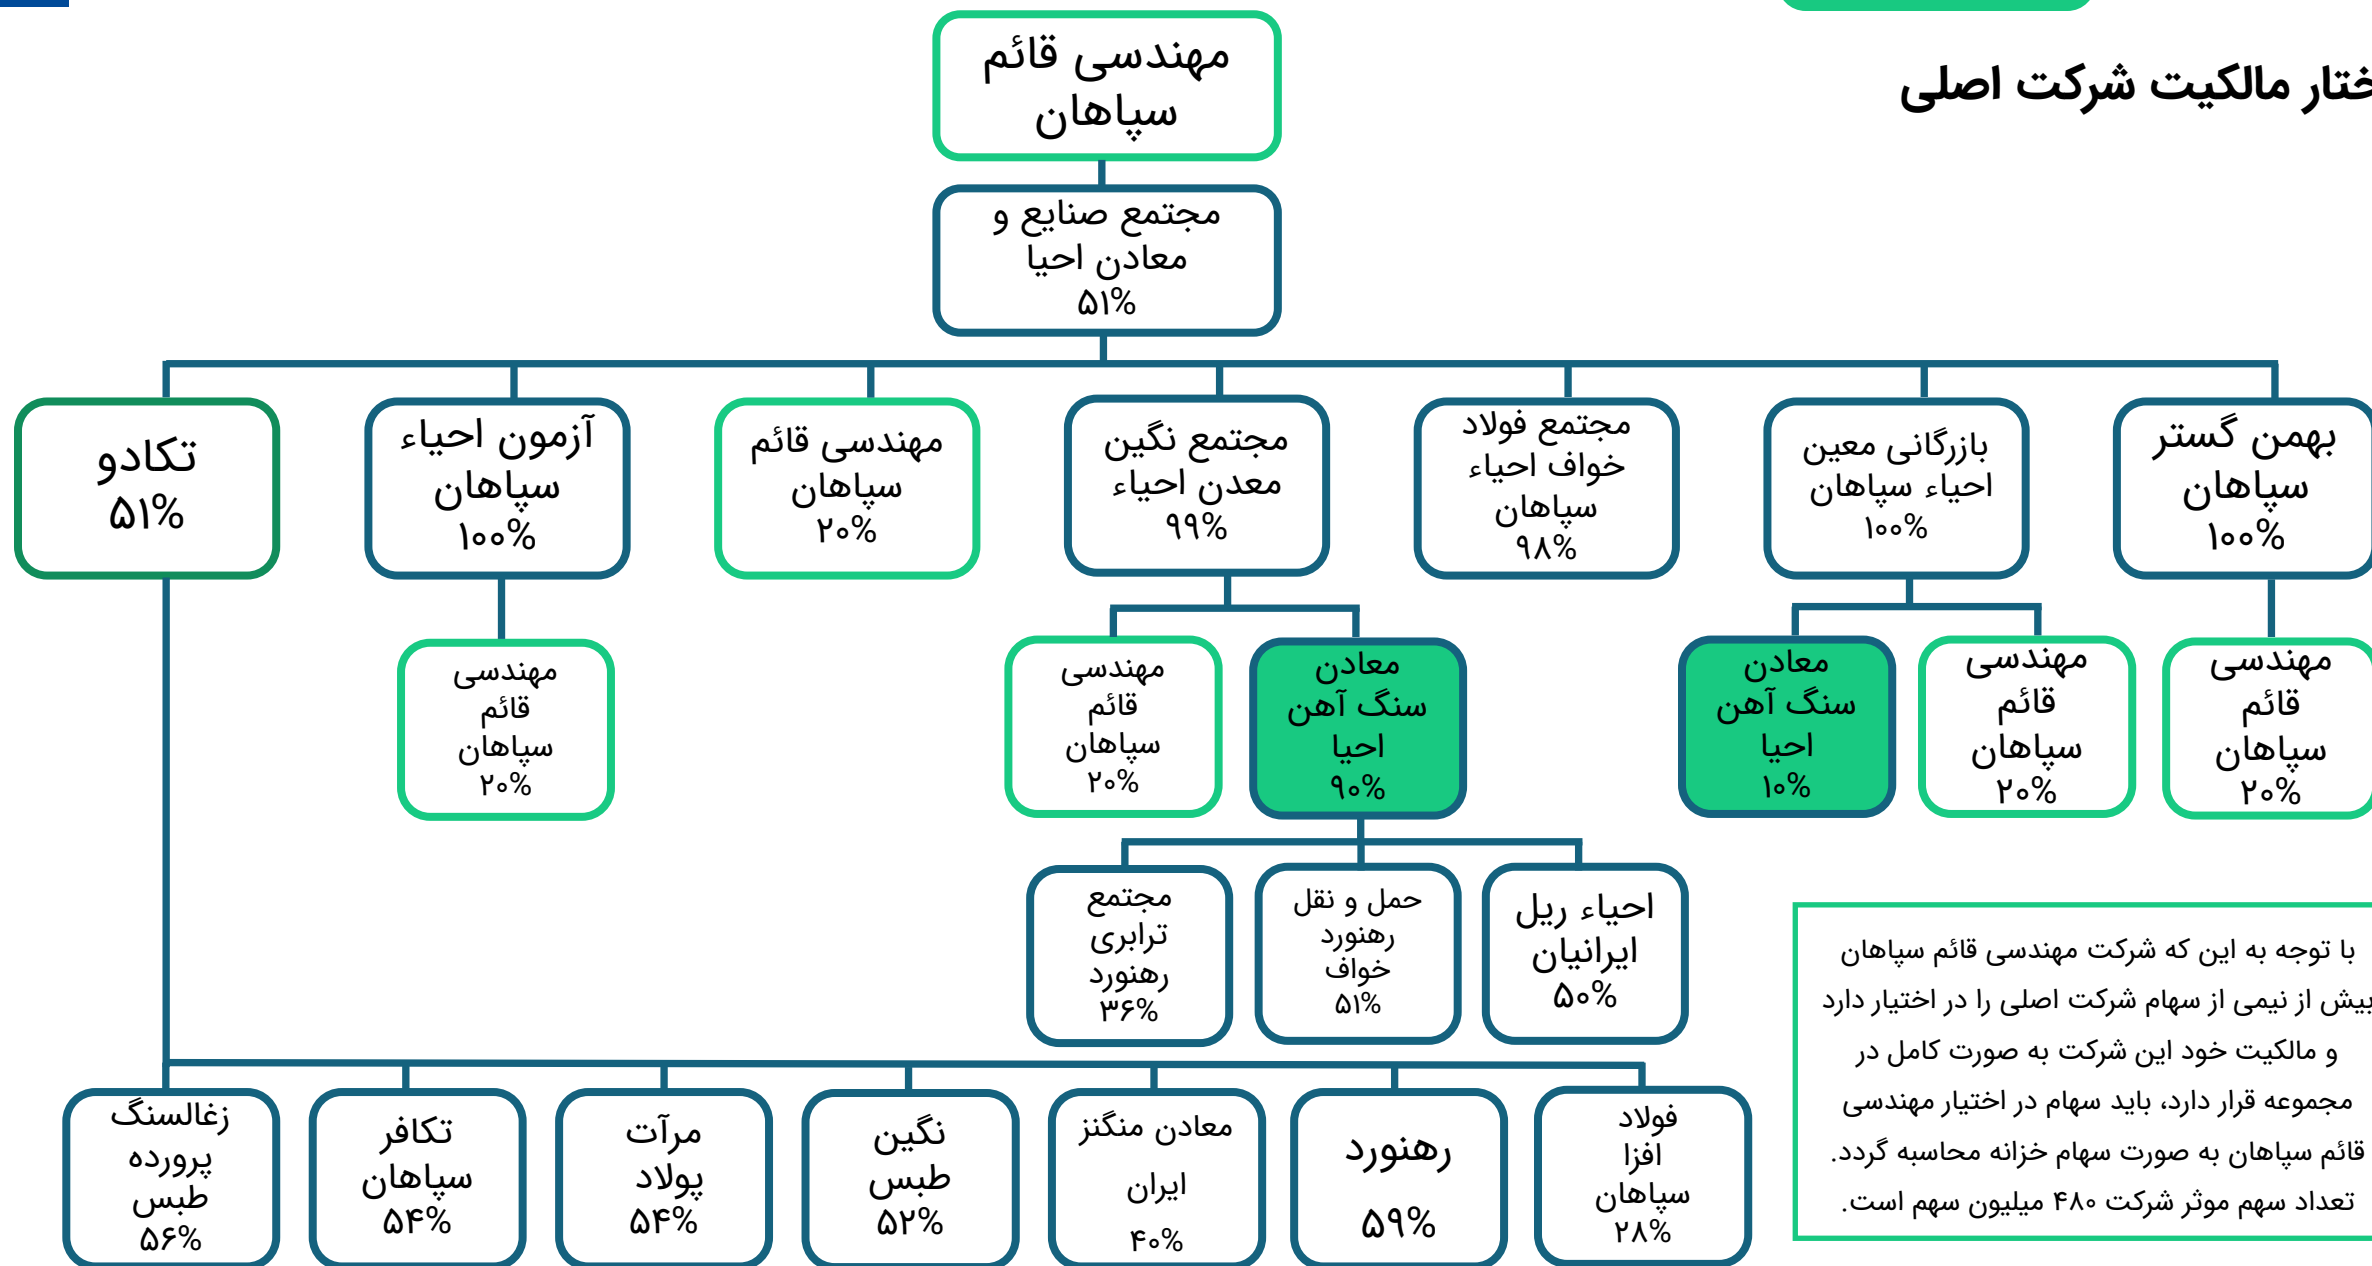 ختار مالکیت شرکت اصلی
مهندسی قائم
سپاهان
مجتمع صنایع و
معادن احیا
۵۱%
بهمن گستر
سپاهان
۱۰۰%
بازرگانی معین
احیاء سپاهان
۱۰۰%
مجتمع فولاد
خواف احیاء
سپاهان
۹۸%
مجتمع نگین
معدن احیاء
۹۹%
مهندسی قائم
سپاهان
۲۰%
آزمون احیاء
سپاهان
۱۰۰%
تکادو
۵۱%
مهندسی
قائم
سپاهان
۲۰%
مهندسی
قائم
سپاهان
۲۰%
معادن
سنگ آهن
احیا
۱۰%
معادن
سنگ آهن
احیا
۹۰%
مهندسی
قائم
سپاهان
۲۰%
مهندسی
قائم
سپاهان
۲۰%
احیاء ریل
ایرانیان
۵۰%
حمل و نقل
رهنورد
خواف
۵۱%
مجتمع
ترابری
رهنورد
۳۶%
با توجه به این که شرکت مهندسی قائم سپاهان
بیش از نیمی از سهام شرکت اصلی را در اختیار دارد
و مالکیت خود این شرکت به صورت کامل در
مجموعه قرار دارد، باید سهام در اختیار مهندسی
قائم سپاهان به صورت سهام خزانه محاسبه گردد.
تعداد سهم موثر شرکت ۴۸۰ میلیون سهم است.
فولاد
افزا
سپاهان
۲۸%
رهنورد
۵۹%
معادن منگنز
ایران
۴۰%
نگین
طبس
۵۲%
مرآت
پولاد
۵۴%
تکافر
سپاهان
۵۴%
زغالسنگ
پرورده
طبس
۵۶%